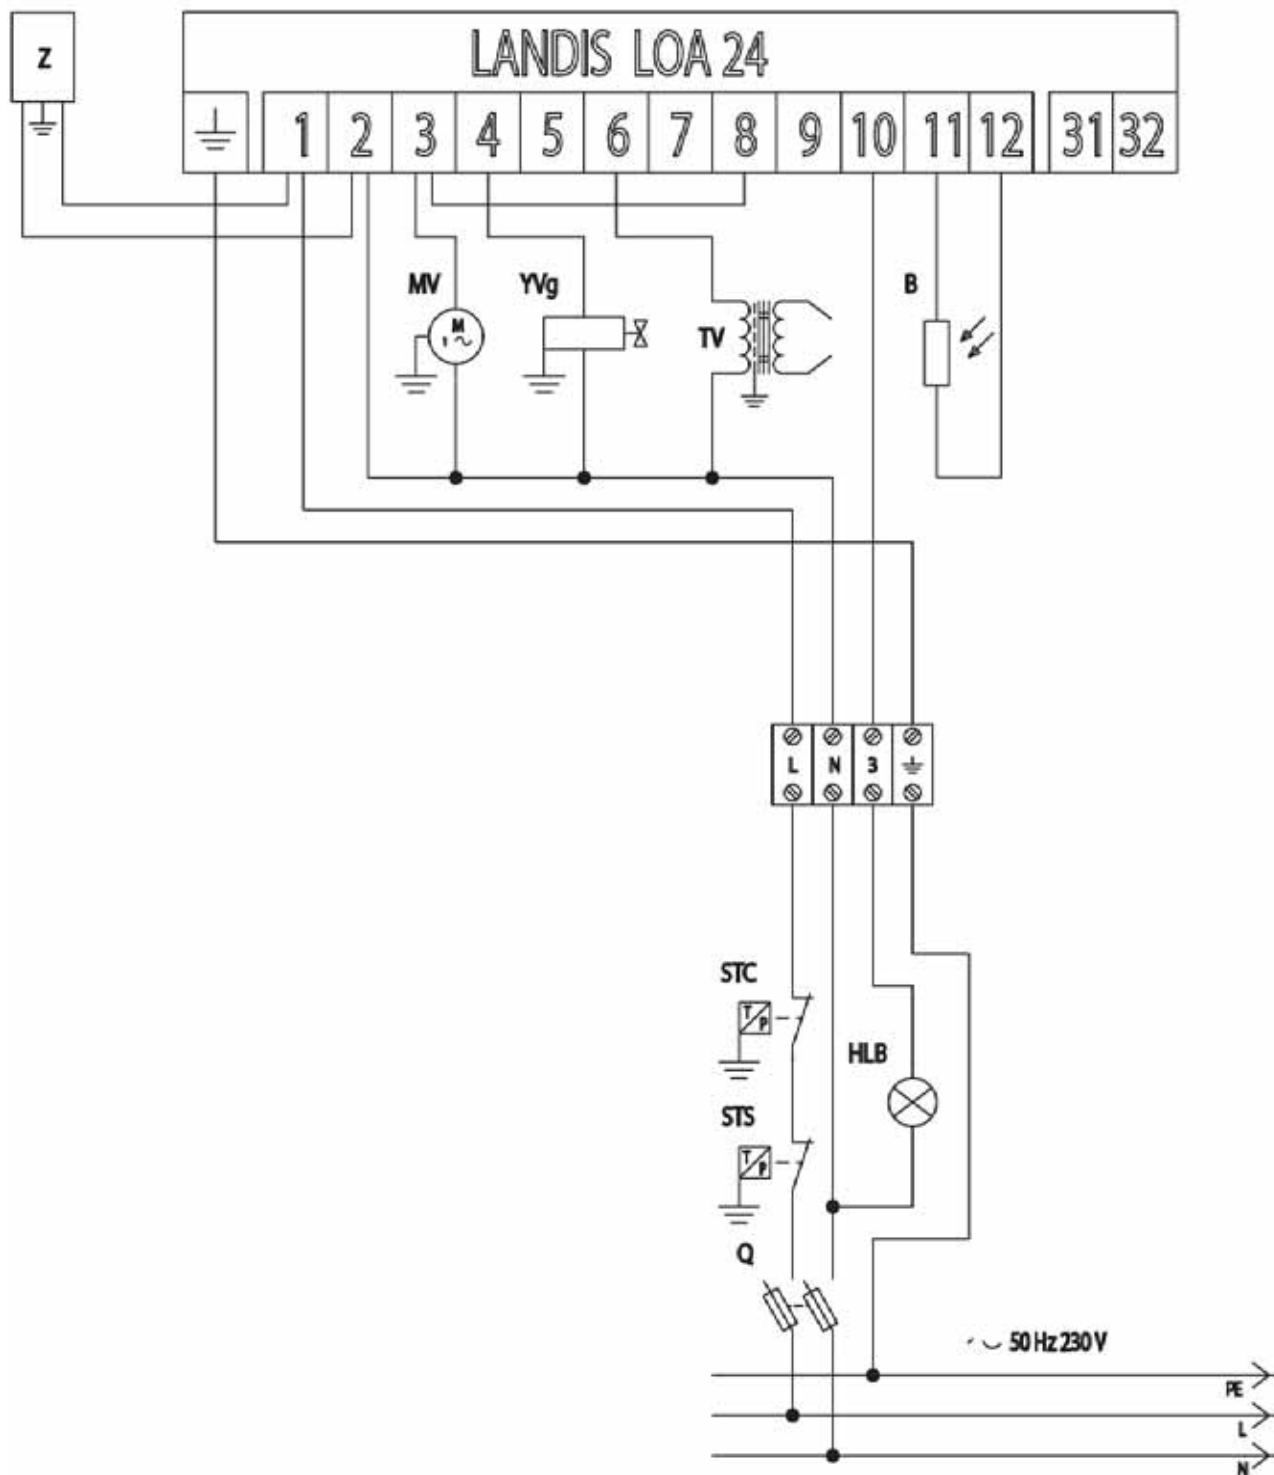 Z
LANDIS LOA 24
1 2 3 4 5 6 7 8 9 10 11 12 31 32
MV YVg B
M
1 ~
TV
L N 3
STC
T
P
HLB
STS
T
P
Q
~ 50 Hz 230 V
PE
L
N